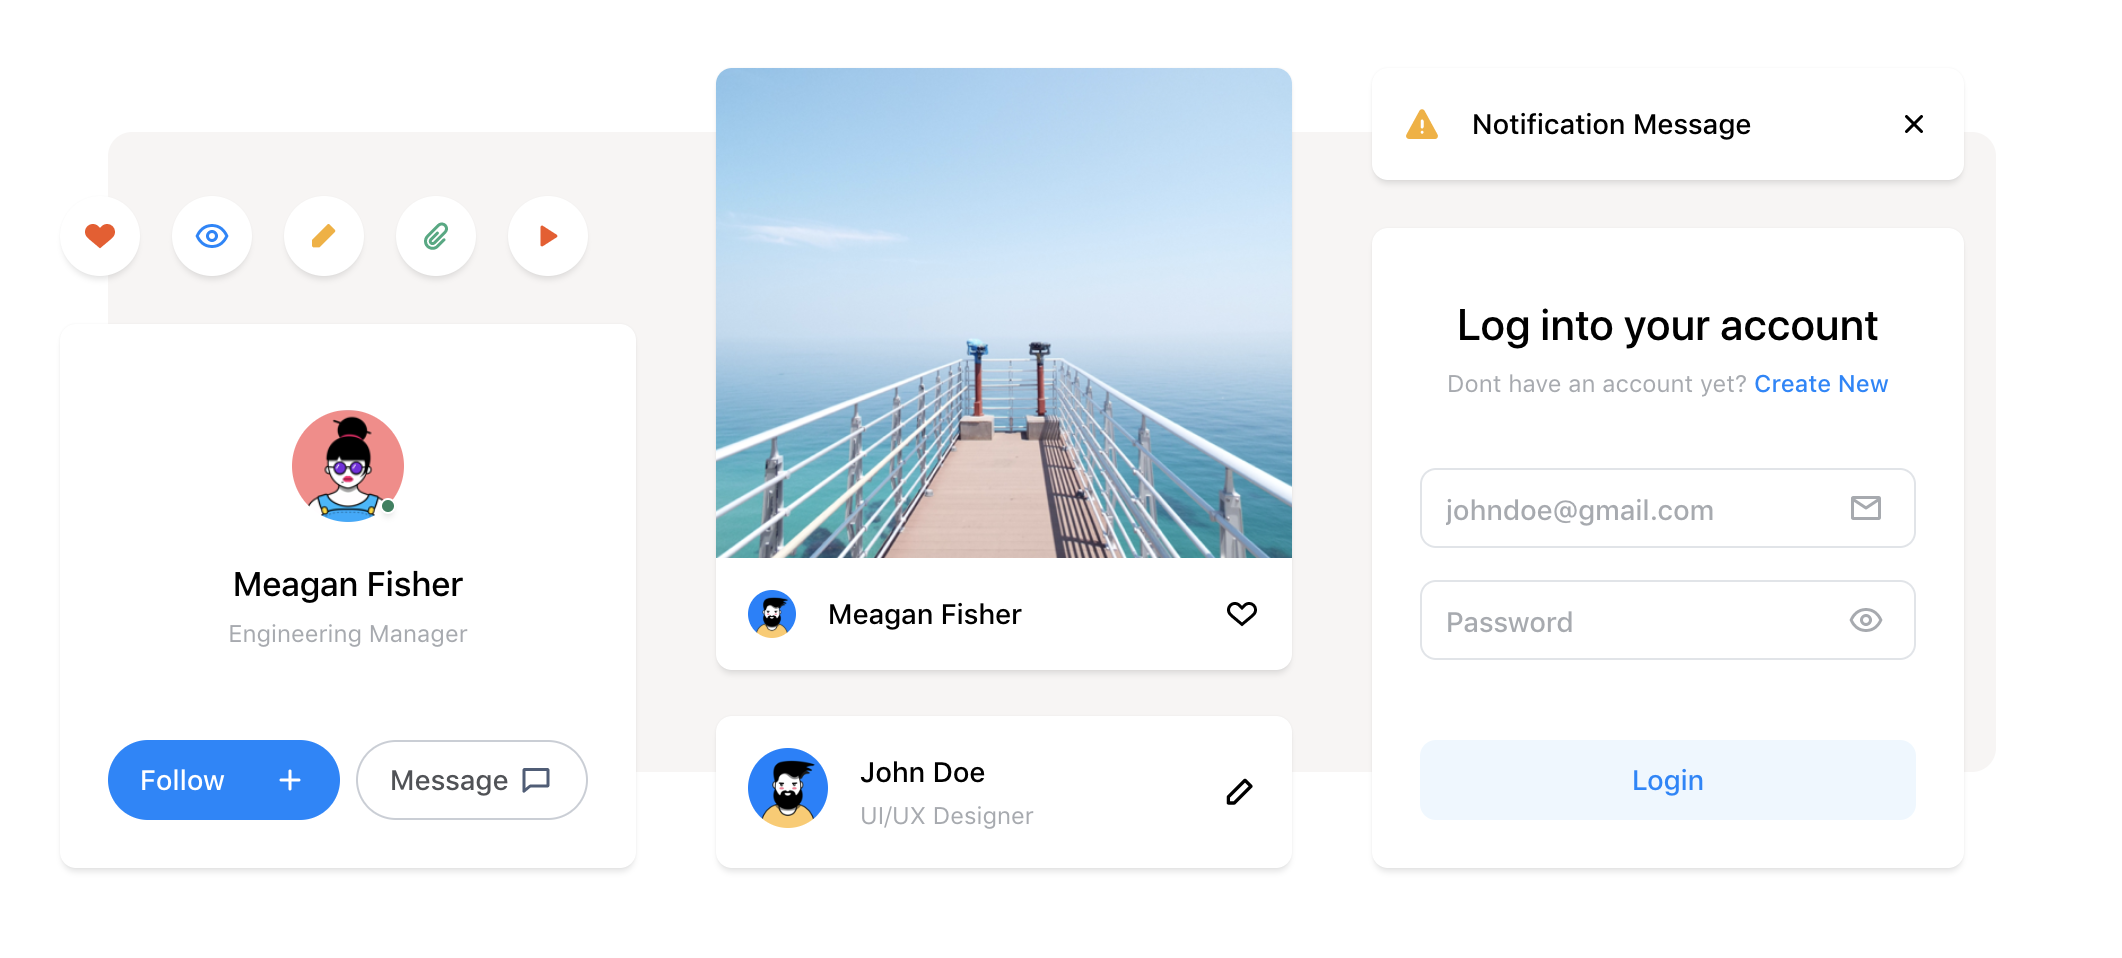 Meagan Fisher
Engineering Manager
Follow
Message
Meagan Fisher
John Doe
UI/UX Designer
Notification Message
Log into your account
Dont have an account yet? Create New
johndoe@gmail.com
Password
Login